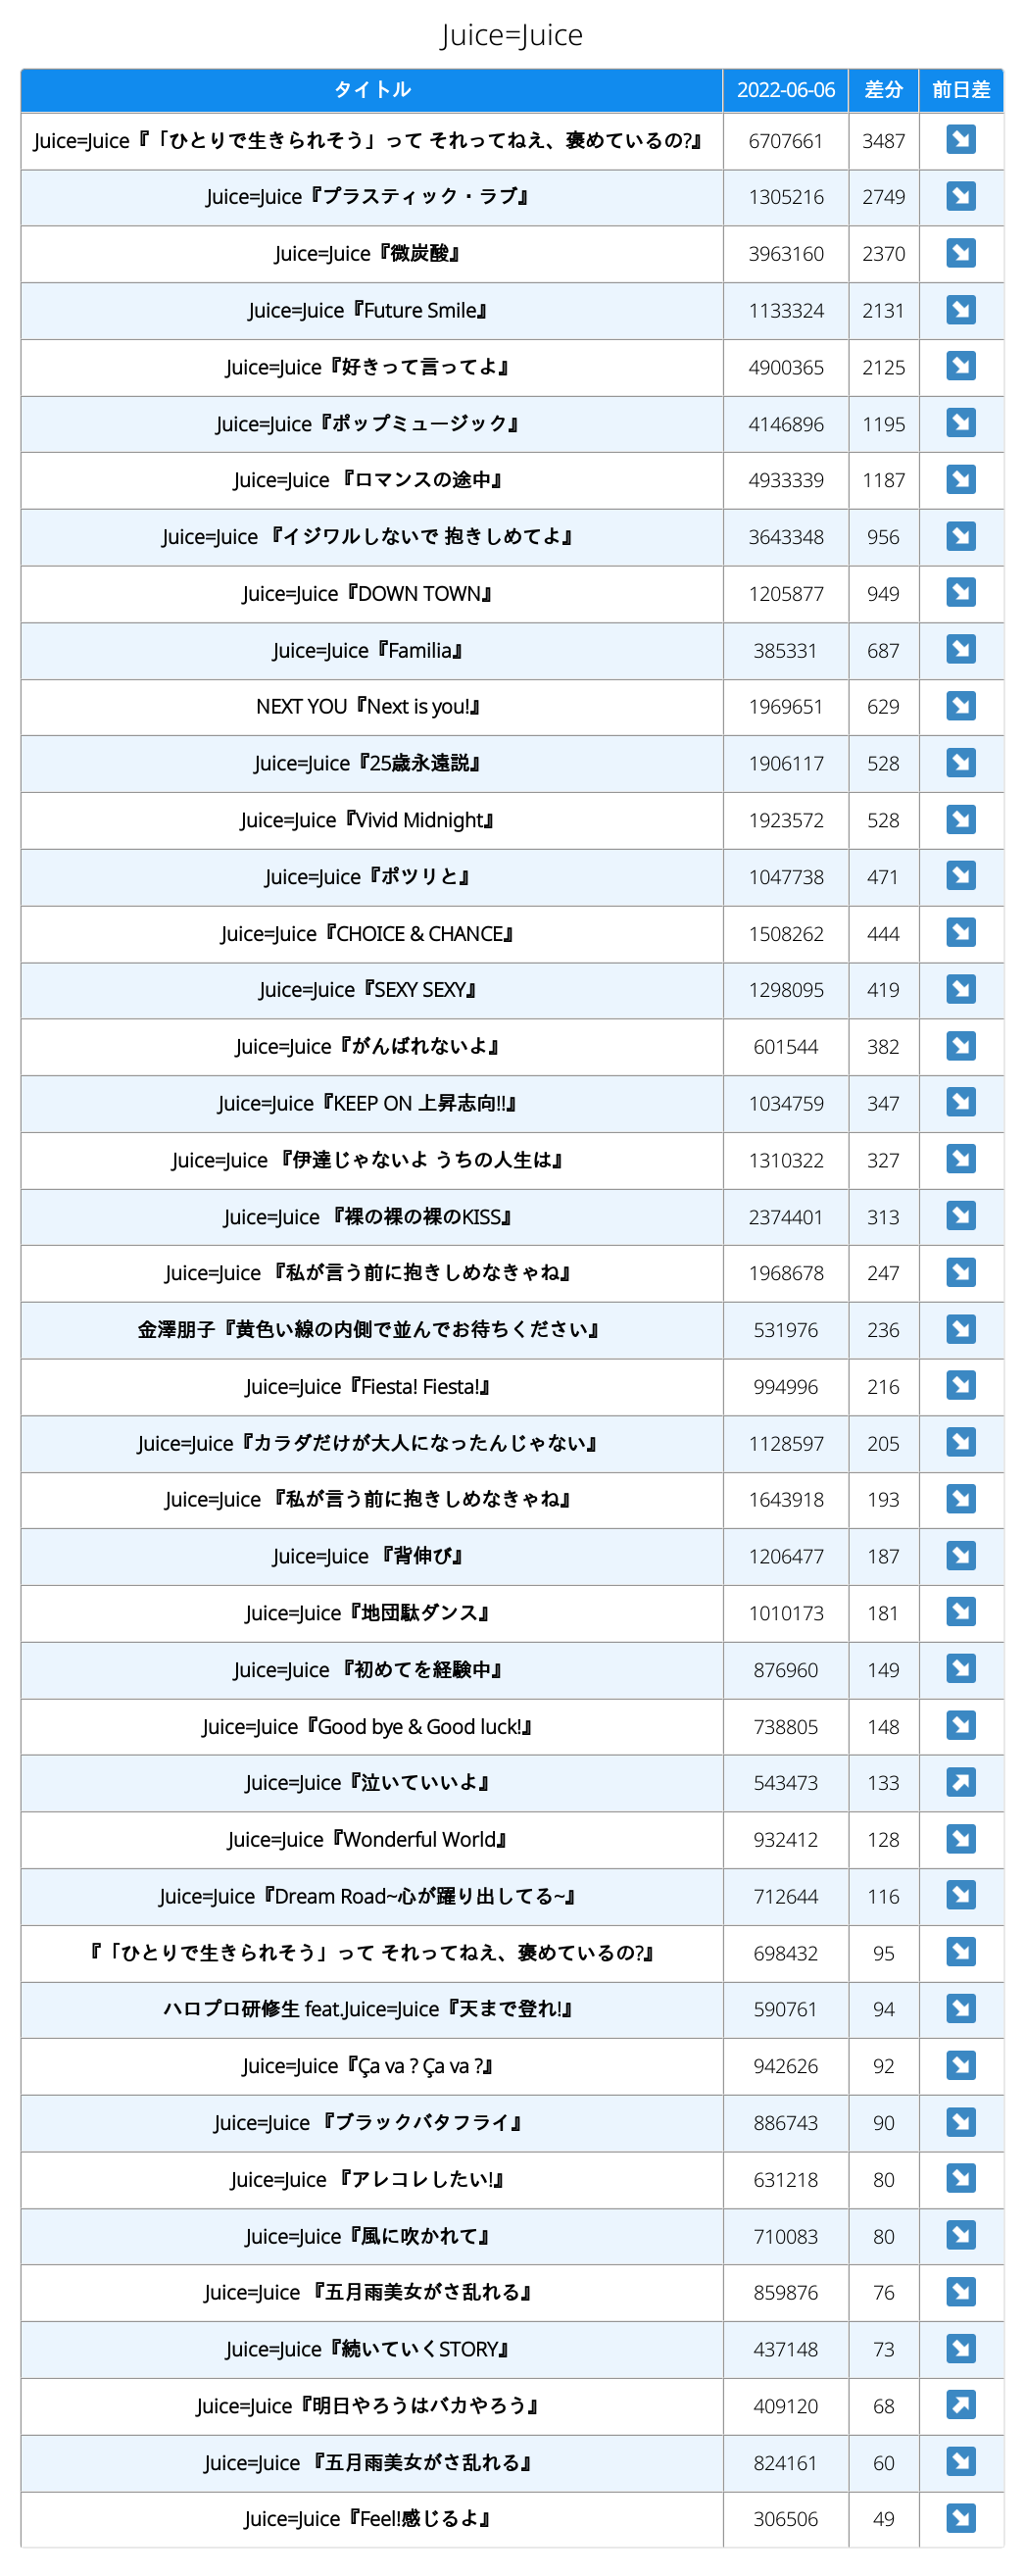 Juice=Juice
タイトル 2022-06-06 差分 前日差
Juice=Juice『「ひとりで生きられそう」って それってねえ、褒めているの?』 6707661 3487 ↘
Juice=Juice『プラスティック・ラブ』 1305216 2749 ↘
Juice=Juice『微炭酸』 3963160 2370 ↘
Juice=Juice『Future Smile』 1133324 2131 ↘
Juice=Juice『好きって言ってよ』 4900365 2125 ↘
Juice=Juice『ポップミュージック』 4146896 1195 ↘
Juice=Juice 『ロマンスの途中』 4933339 1187 ↘
Juice=Juice 『イジワルしないで 抱きしめてよ』 3643348 956 ↘
Juice=Juice『DOWN TOWN』 1205877 949 ↘
Juice=Juice『Familia』 385331 687 ↘
NEXT YOU『Next is you!』 1969651 629 ↘
Juice=Juice『25歳永遠説』 1906117 528 ↘
Juice=Juice『Vivid Midnight』 1923572 528 ↘
Juice=Juice『ポツリと』 1047738 471 ↘
Juice=Juice『CHOICE & CHANCE』 1508262 444 ↘
Juice=Juice『SEXY SEXY』 1298095 419 ↘
Juice=Juice『がんばれないよ』 601544 382 ↘
Juice=Juice『KEEP ON 上昇志向!!』 1034759 347 ↘
Juice=Juice 『伊達じゃないよ うちの人生は』 1310322 327 ↘
Juice=Juice 『裸の裸の裸のKISS』 2374401 313 ↘
Juice=Juice 『私が言う前に抱きしめなきゃね』 1968678 247 ↘
金澤朋子『黄色い線の内側で並んでお待ちください』 531976 236 ↘
Juice=Juice『Fiesta! Fiesta!』 994996 216 ↘
Juice=Juice『カラダだけが大人になったんじゃない』 1128597 205 ↘
Juice=Juice 『私が言う前に抱きしめなきゃね』 1643918 193 ↘
Juice=Juice 『背伸び』 1206477 187 ↘
Juice=Juice『地団駄ダンス』 1010173 181 ↘
Juice=Juice 『初めてを経験中』 876960 149 ↘
Juice=Juice『Good bye & Good luck!』 738805 148 ↘
Juice=Juice『泣いていいよ』 543473 133 ↗
Juice=Juice『Wonderful World』 932412 128 ↘
Juice=Juice『Dream Road~心が躍り出してる~』 712644 116 ↘
『「ひとりで生きられそう」って それってねえ、褒めているの?』 698432 95 ↘
ハロプロ研修生 feat.Juice=Juice『天まで登れ!』 590761 94 ↘
Juice=Juice『Ça va ? Ça va ?』 942626 92 ↘
Juice=Juice 『ブラックバタフライ』 886743 90 ↘
Juice=Juice 『アレコレしたい!』 631218 80 ↘
Juice=Juice『風に吹かれて』 710083 80 ↘
Juice=Juice 『五月雨美女がさ乱れる』 859876 76 ↘
Juice=Juice『続いていくSTORY』 437148 73 ↘
Juice=Juice『明日やろうはバカやろう』 409120 68 ↗
Juice=Juice 『五月雨美女がさ乱れる』 824161 60 ↘
Juice=Juice『Feel!感じるよ』 306506 49 ↘